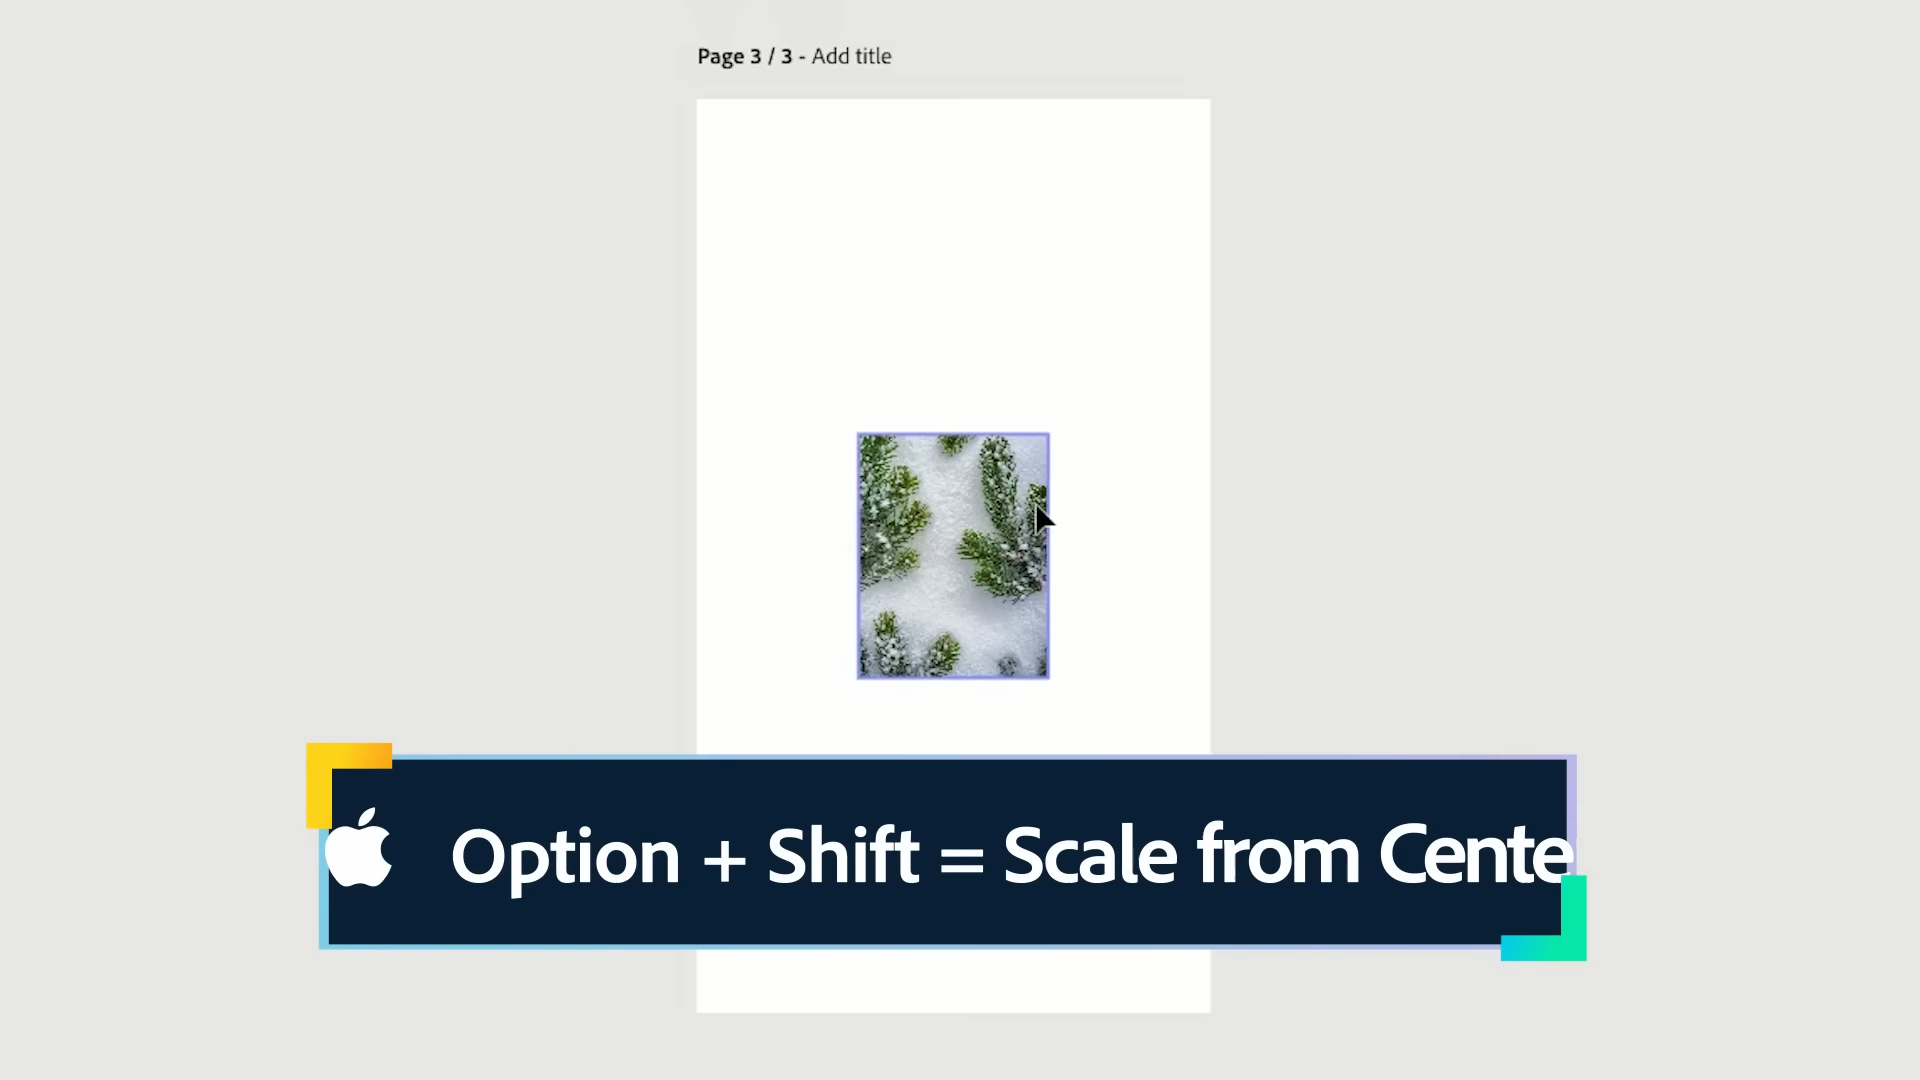 Page 3 / 3 - Add title
Option + Shift = Scale from Cente